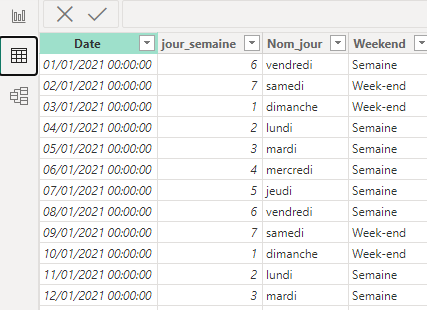 Date jour_semaine Nom_jour Weekend
01/01/2021 00:00:00 6 vendredi Semaine
02/01/2021 00:00:00 7 samedi Week-end
03/01/2021 00:00:00 1 dimanche Week-end
04/01/2021 00:00:00 2 lundi Semaine
05/01/2021 00:00:00 3 mardi Semaine
06/01/2021 00:00:00 4 mercredi Semaine
07/01/2021 00:00:00 5 jeudi Semaine
08/01/2021 00:00:00 6 vendredi Semaine
09/01/2021 00:00:00 7 samedi Week-end
10/01/2021 00:00:00 1 dimanche Week-end
11/01/2021 00:00:00 2 lundi Semaine
12/01/2021 00:00:00 3 mardi Semaine